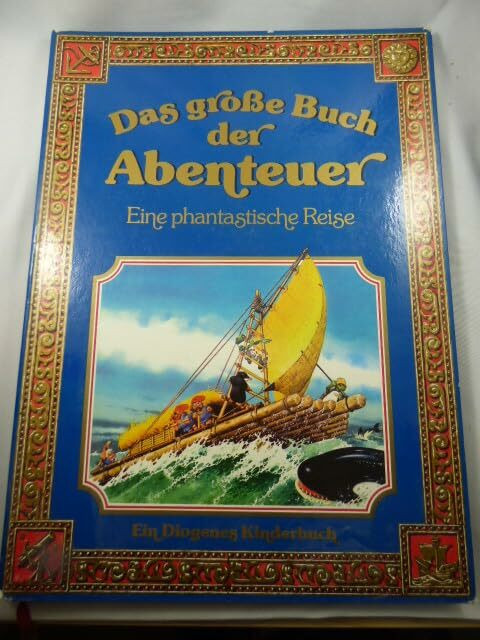 Das große Buch
der
Abenteuer
Eine phantastische Reise
Ein Diogenes Kinderbuch